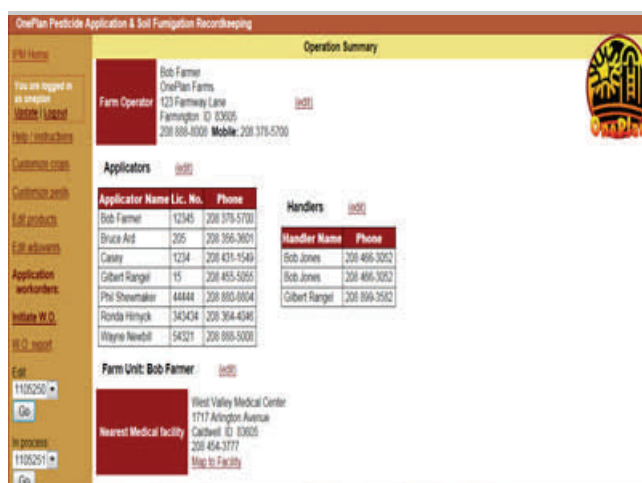 OnePlan Pesticide Application & Soil Fumigation Recordkeeping
IPM Home
You are logged in
as oneplan
Update | Logout
Help / instructions
Customize crops
Customize pests
Edit products
Edit adjuvants
Application
workorders:
Initiate W.O.
W.O. report
Edit
1105250
Go
In process
1105251
Go
Operation Summary
OnePlan
Farm Operator
Bob Farmer
OnePlan Farms
123 Farmway Lane
Farmington ID 83605
208 888-8008 Mobile: 208 378-5700
(edit)
Applicators (edit)
Applicator Name Lic. No. Phone
Bob Farmer 12345 208 378-5700
Bruce Ard 205 208 356-3601
Casey 1234 208 431-1549
Gilbert Rangel 15 208 455-5055
Phil Shewmaker 44444 208 880-8804
Ronda Hirnyck 343434 208 364-4046
Wayne Newbill 54321 208 888-5008
Handlers (edit)
Handler Name Phone
Bob Jones 208 466-3052
Bob Jones 208 466-3052
Gilbert Rangel 208 899-3582
Farm Unit: Bob Farmer (edit)
Nearest Medical facility
West Valley Medical Center
1717 Arlington Avenue
Caldwell ID 83605
208 454-3777
Map to Facility